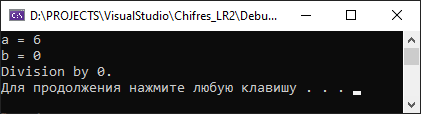 D:\PROJECTS\VisualStudio\Chifres_LR2\Debu...
a = 6
b = 0
Division by 0.
Для продолжения нажмите любую клавишу . . .